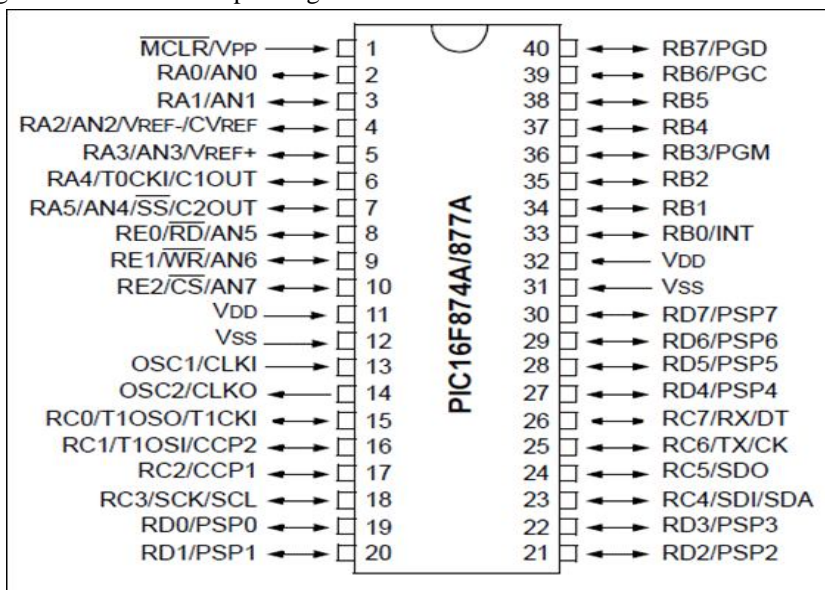 MCLR/VPP 1
RA0/AN0 2
RA1/AN1 3
RA2/AN2/VREF-/CVREF 4
RA3/AN3/VREF+ 5
RA4/T0CKI/C1OUT 6
RA5/AN4/SS/C2OUT 7
RE0/RD/AN5 8
RE1/WR/AN6 9
RE2/CS/AN7 10
VDD 11
VSS 12
OSC1/CLKI 13
OSC2/CLKO 14
RC0/T1OSO/T1CKI 15
RC1/T1OSI/CCP2 16
RC2/CCP1 17
RC3/SCK/SCL 18
RD0/PSP0 19
RD1/PSP1 20
PIC16F874A/877A
40 RB7/PGD
39 RB6/PGC
38 RB5
37 RB4
36 RB3/PGM
35 RB2
34 RB1
33 RB0/INT
32 VDD
31 VSS
30 RD7/PSP7
29 RD6/PSP6
28 RD5/PSP5
27 RD4/PSP4
26 RC7/RX/DT
25 RC6/TX/CK
24 RC5/SDO
23 RC4/SDI/SDA
22 RD3/PSP3
21 RD2/PSP2